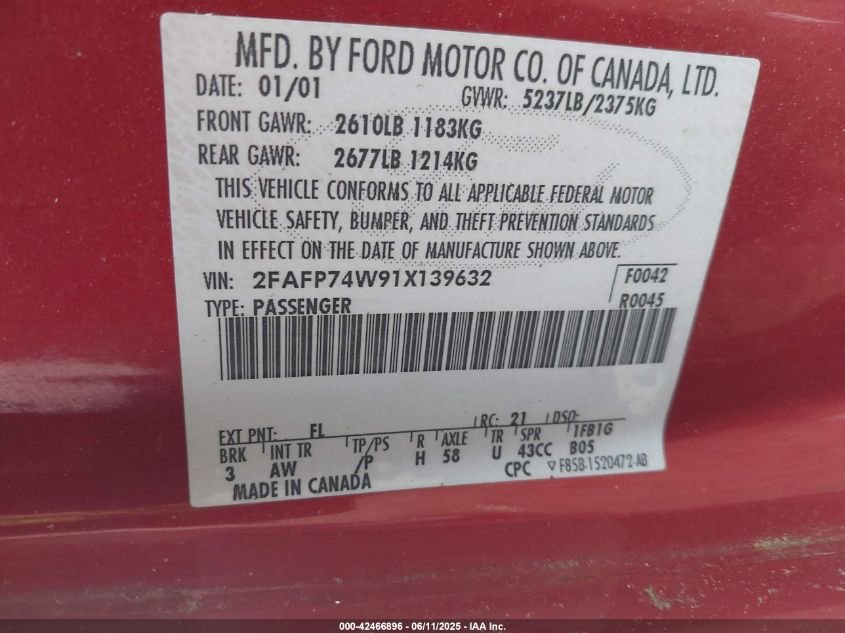 MFD. BY FORD MOTOR CO. OF CANADA, LTD.
DATE: 01/01 GVWR: 5237LB/2375KG
FRONT GAWR: 2610LB 1183KG
REAR GAWR: 2677LB 1214KG
THIS VEHICLE CONFORMS TO ALL APPLICABLE FEDERAL MOTOR
VEHICLE SAFETY, BUMPER, AND THEFT PREVENTION STANDARDS
IN EFFECT ON THE DATE OF MANUFACTURE SHOWN ABOVE.
VIN: 2FAFP74W91X139632 F0042
TYPE: PASSENGER R0045
EXT PNT: FL RC: 21 DSO:
BRK INT TR TP/PS R AXLE TR SPR 1FB1G
3 AW /P H 58 U 43CC B05
MADE IN CANADA CPC ▽F85B-1520472-AB
000-42466896 - 06/11/2025 - IAA Inc.